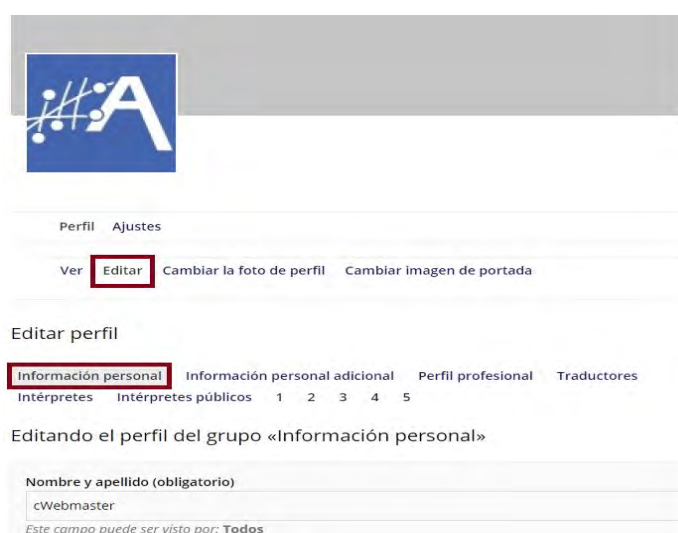 Perfil Ajustes
Ver Editar Cambiar la foto de perfil Cambiar imagen de portada
Editar perfil
Información personal Información personal adicional Perfil profesional Traductores
Intérpretes Intérpretes públicos 1 2 3 4 5
Editando el perfil del grupo «Información personal»
Nombre y apellido (obligatorio)
cWebmaster
Este campo puede ser visto por: Todos